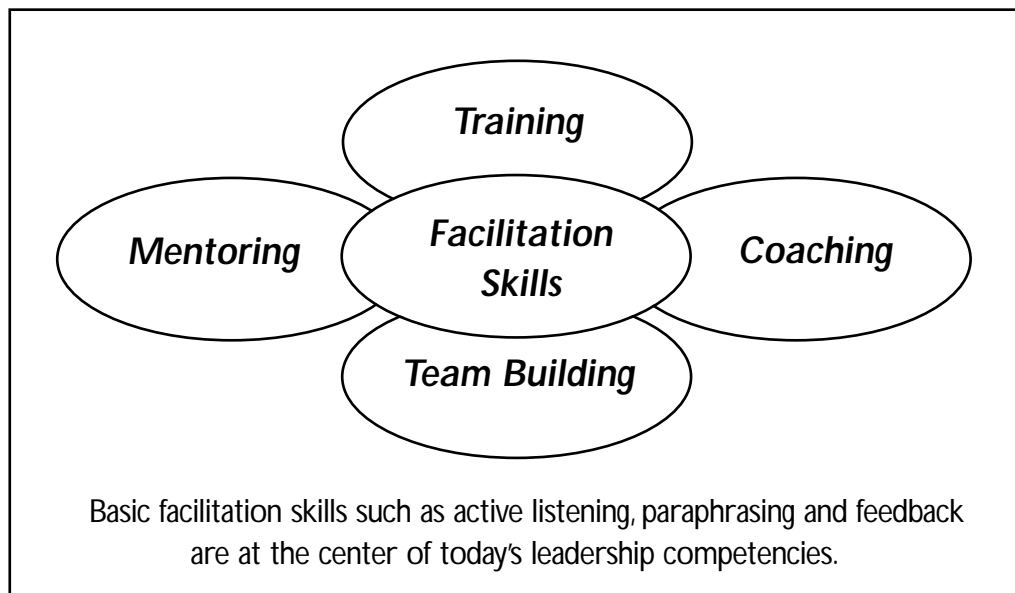 Training
Mentoring
Facilitation
Skills
Coaching
Team Building
Basic facilitation skills such as active listening, paraphrasing and feedback
are at the center of today's leadership competencies.